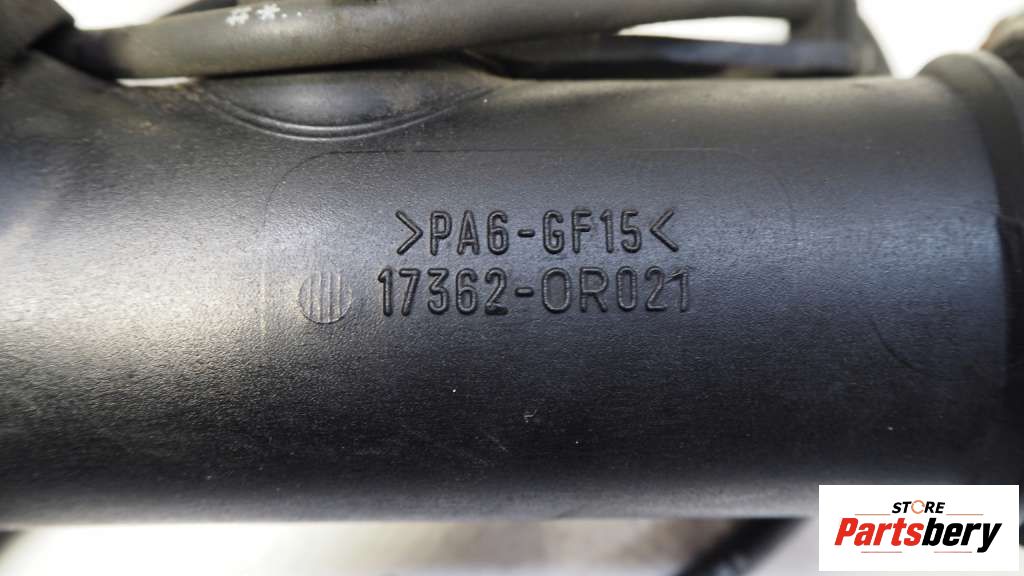 >PA6-GF15<
17362-0R021
STORE
Partsbery